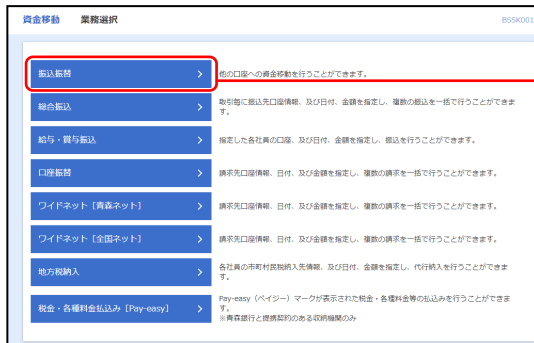 資金移動 業務選択
BSSK001
振込振替
他の口座への資金移動を行うことができます。
総合振込
取引毎に振込先口座情報、及び日付、金額を指定し、複数の振込を一括で行うことができま
す。
給与・賞与振込
指定した各社員の口座、及び日付、金額を指定し、振込を行うことができます。
口座振替
請求先口座情報、日付、及び金額を指定し、複数の請求を一括で行うことができます。
ワイドネット [青森ネット]
請求先口座情報、日付、及び金額を指定し、複数の請求を一括で行うことができます。
ワイドネット [全国ネット]
請求先口座情報、日付、及び金額を指定し、複数の請求を一括で行うことができます。
地方税納入
各社員の市町村民税納入先情報、及び日付、金額を指定し、代行納入を行うことができま
す。
税金・各種料金払込み [Pay-easy]
Pay-easy（ペイジー）マークが表示された税金・各種料金等の払込みを行うことができま
す。
※青森銀行と提携契約のある収納機関のみ